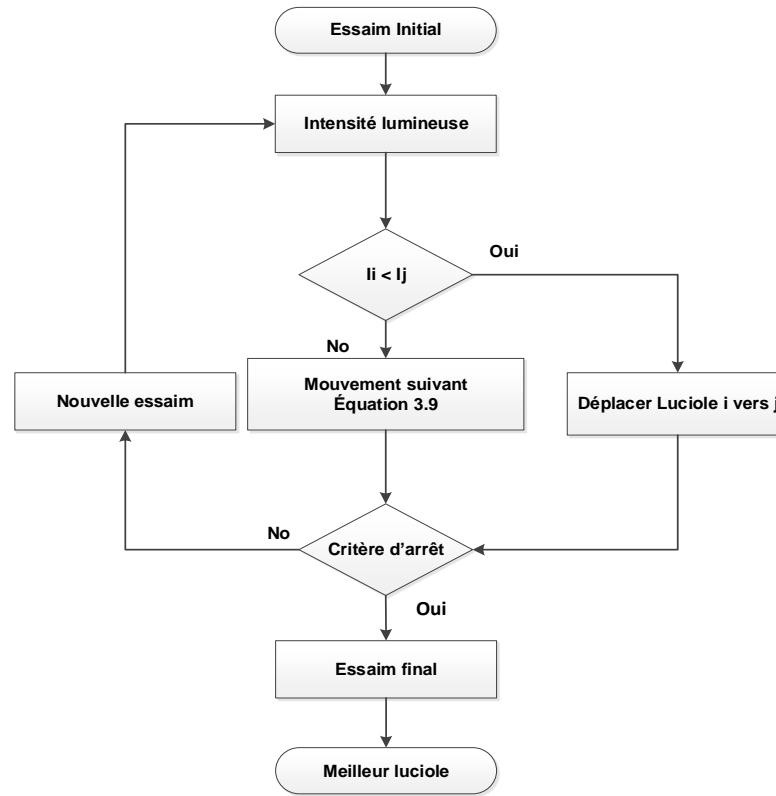 Essaim Initial
Intensité lumineuse
Ii < Ij
Oui
No
Mouvement suivant
Équation 3.9
Nouvelle essaim
Déplacer Luciole i vers j
No
Critère d'arrêt
Oui
Essaim final
Meilleur luciole